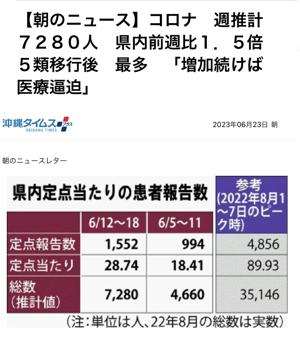 【朝のニュース】コロナ　週推計
７２８０人　県内前週比１．５倍
５類移行後　最多　「増加続けば
医療逼迫」
沖縄タイムス プラス
OKINAWA TIMES
2023年06月23日 朝
朝のニュースレター
県内定点当たりの患者報告数
参考
(2022年8月1
～7日のピー
ク時)
6/12～18 6/5～11
定点報告数 1,552 994 4,856
定点当たり 28.74 18.41 89.93
総数
(推計値) 7,280 4,660 35,146
(注：単位は人、22年8月の総数は実数)